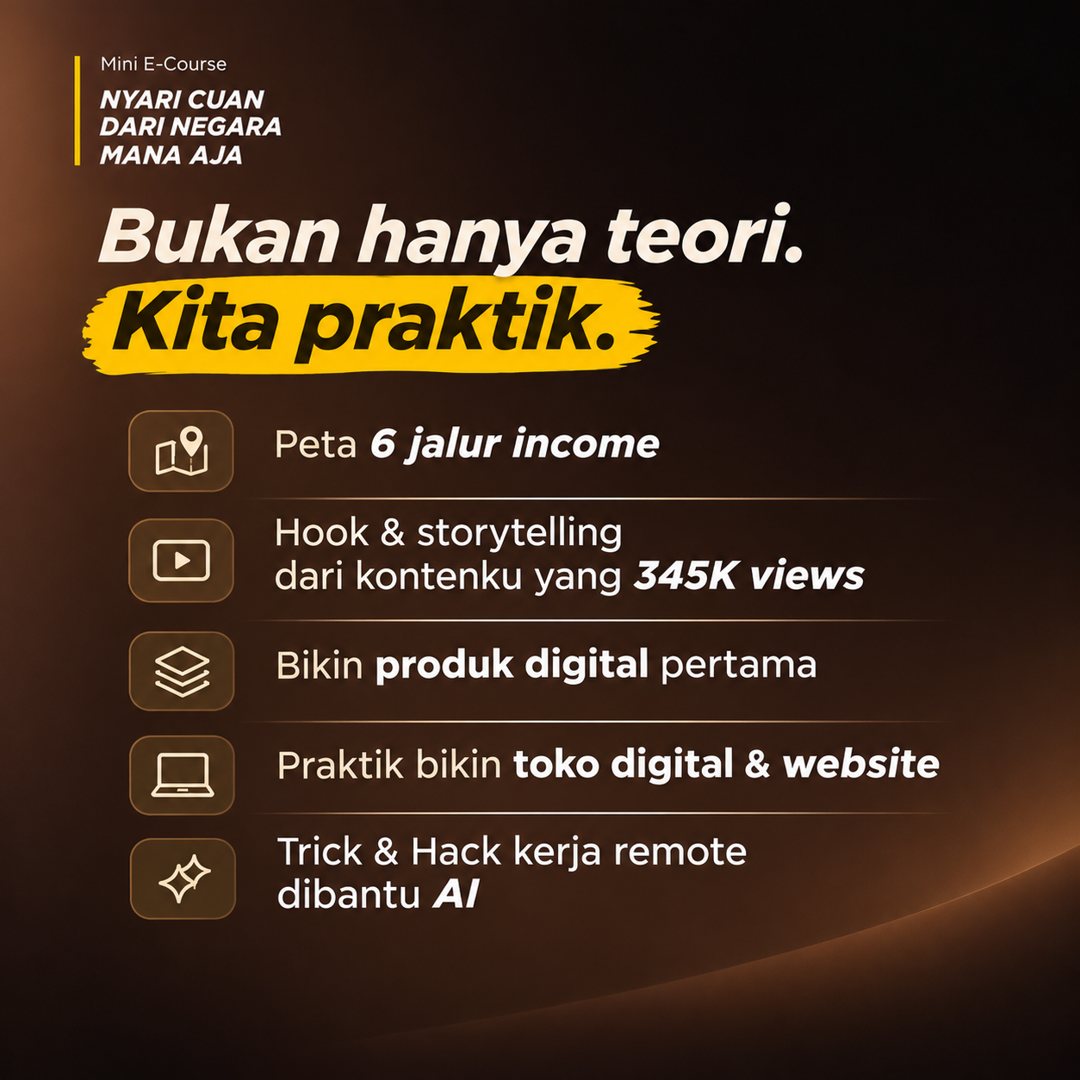 Mini E-Course
NYARI CUAN
DARI NEGARA
MANA AJA
Bukan hanya teori.
Kita praktik.
Peta 6 jalur income
Hook & storytelling
dari kontenku yang 345K views
Bikin produk digital pertama
Praktik bikin toko digital & website
Trick & Hack kerja remote
dibantu AI